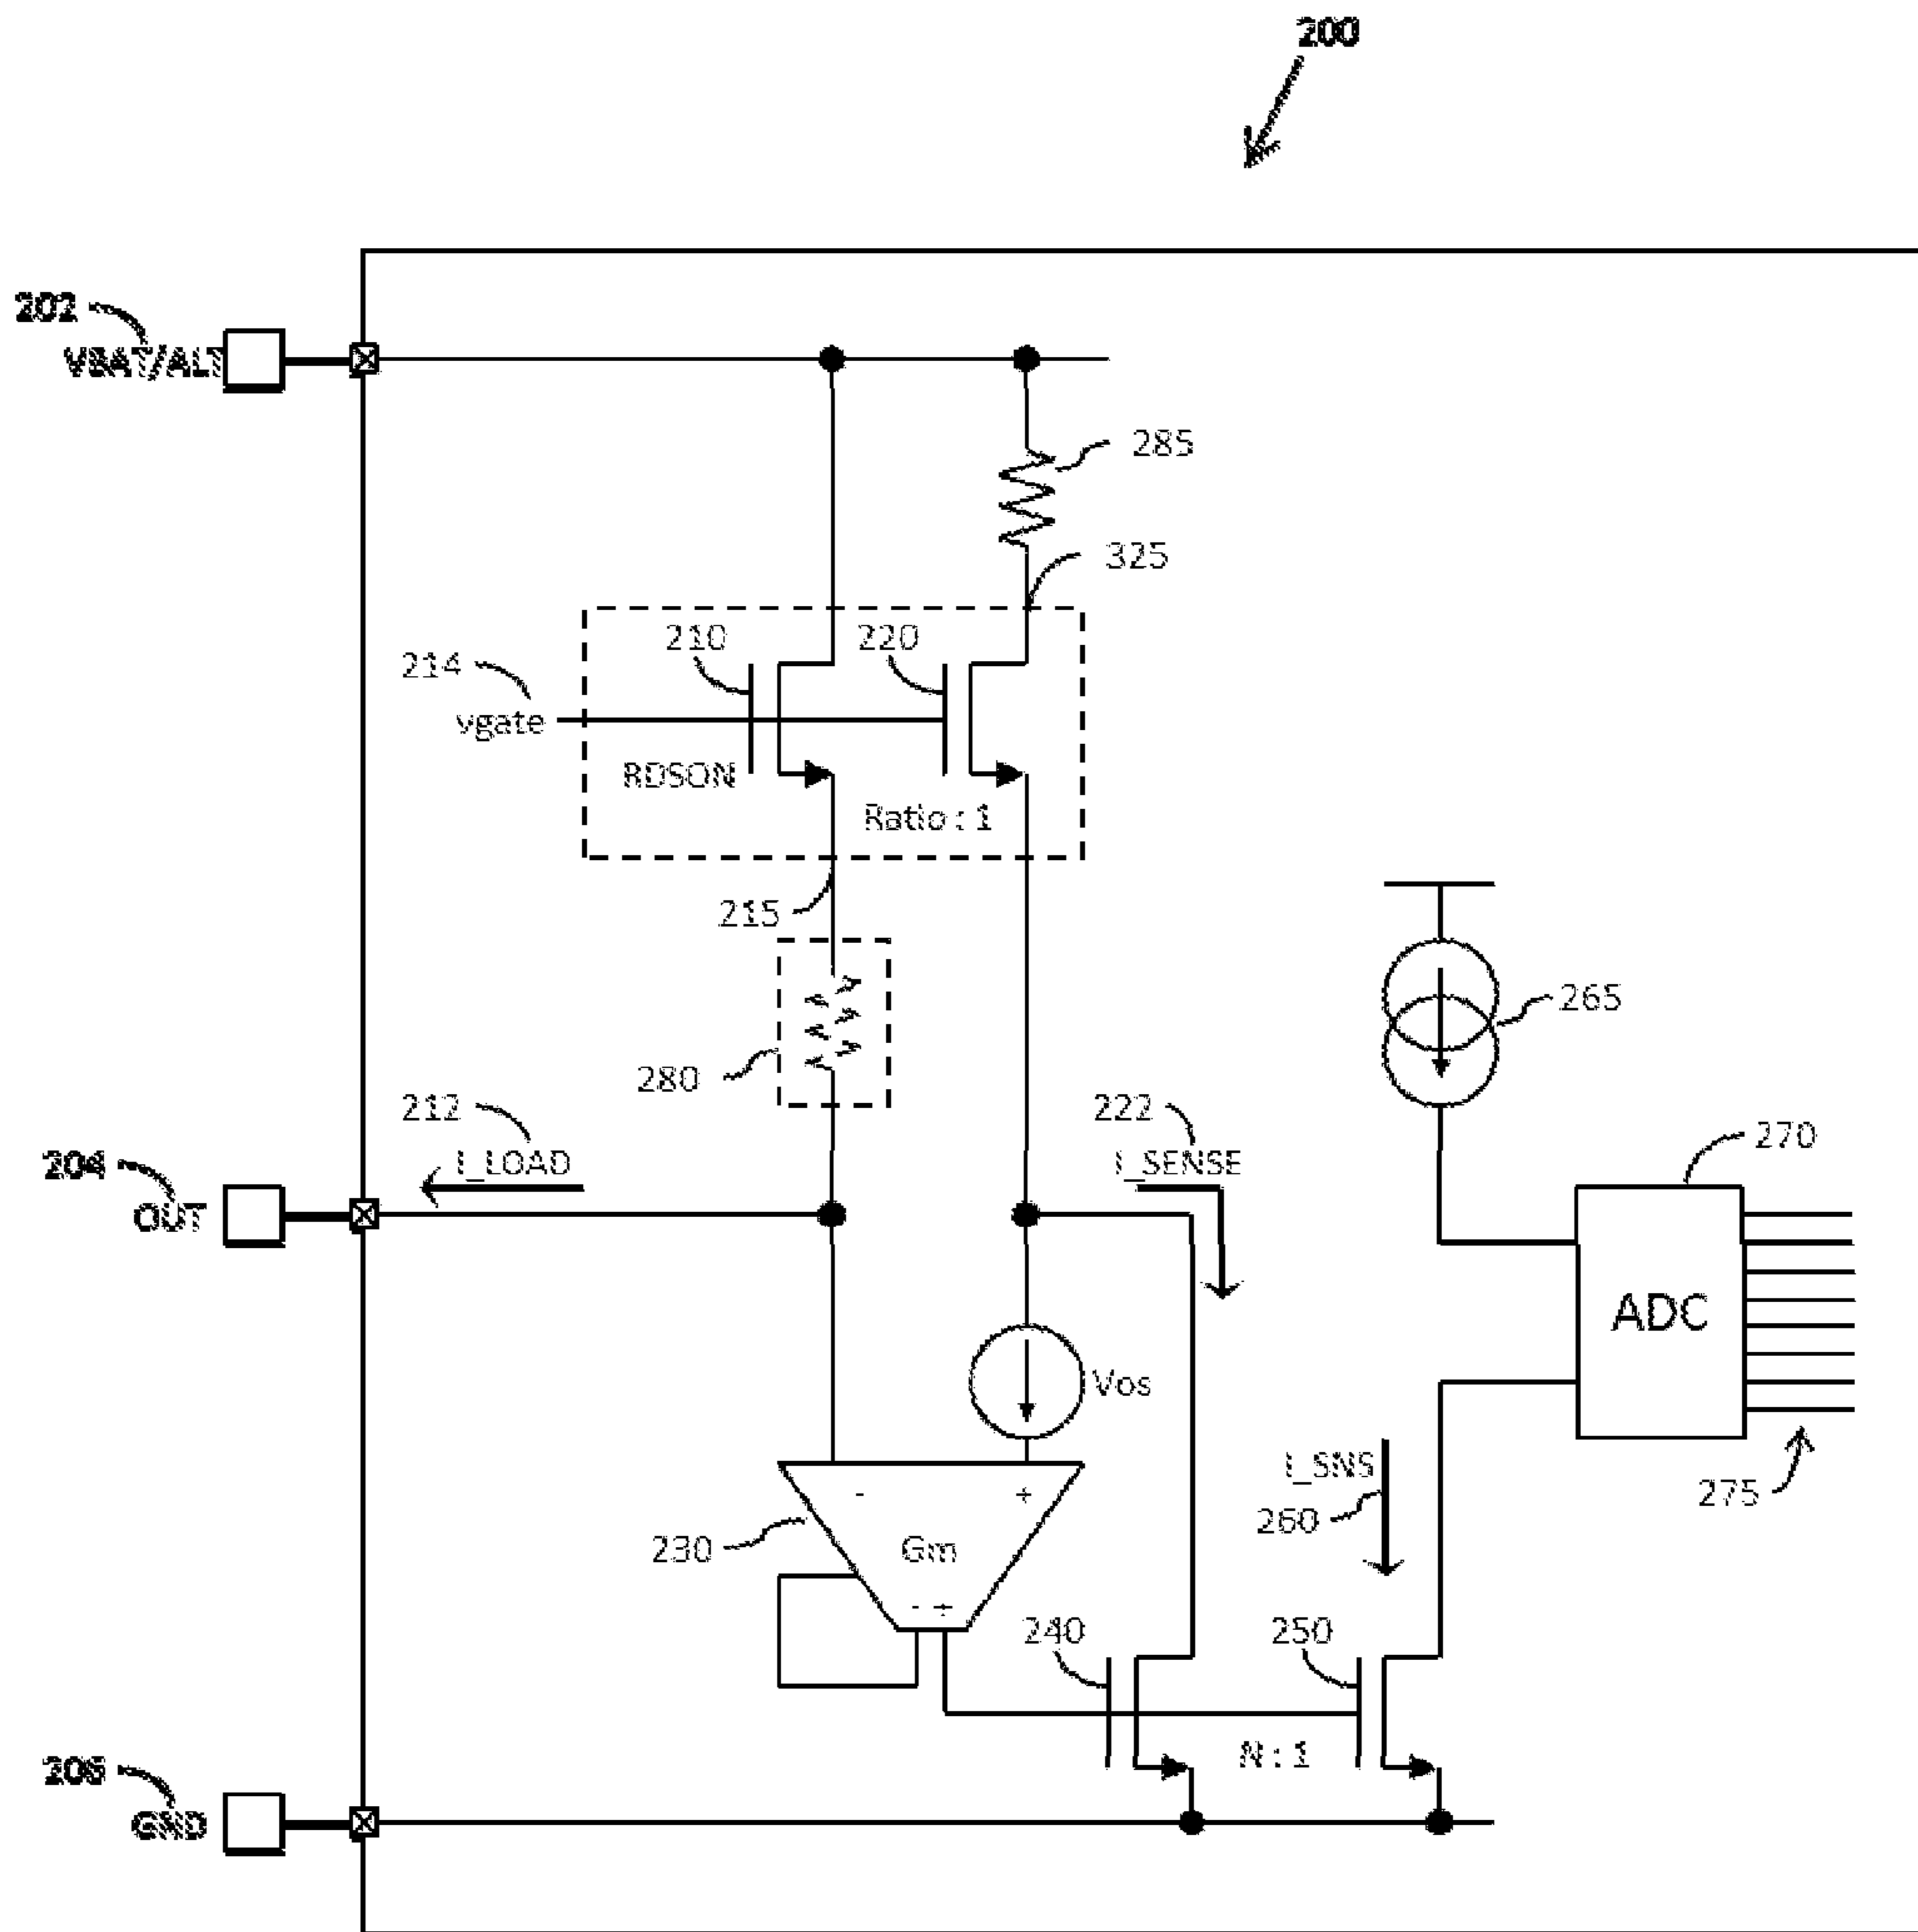 200
202
VBAT/ALT
285
325
210
220
214
vgate
RDSON
Ratio : 1
215
265
280
212
222
270
204
I_LOAD
I_SENSE
OUT
ADC
Vos
-
+
I_SNS
275
260
230
Gm
- +
240
250
N : 1
206
GND